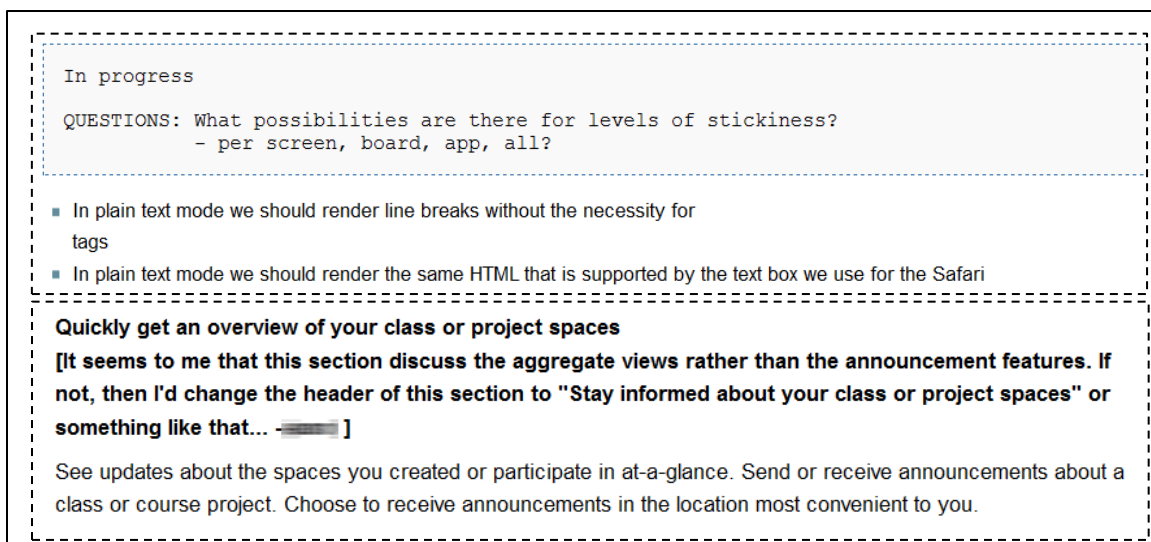 In progress
QUESTIONS: What possibilities are there for levels of stickiness?
- per screen, board, app, all?
In plain text mode we should render line breaks without the necessity for
tags
In plain text mode we should render the same HTML that is supported by the text box we use for the Safari
Quickly get an overview of your class or project spaces
[It seems to me that this section discuss the aggregate views rather than the announcement features. If
not, then I'd change the header of this section to "Stay informed about your class or project spaces" or
something like that... - ]
See updates about the spaces you created or participate in at-a-glance. Send or receive announcements about a
class or course project. Choose to receive announcements in the location most convenient to you.